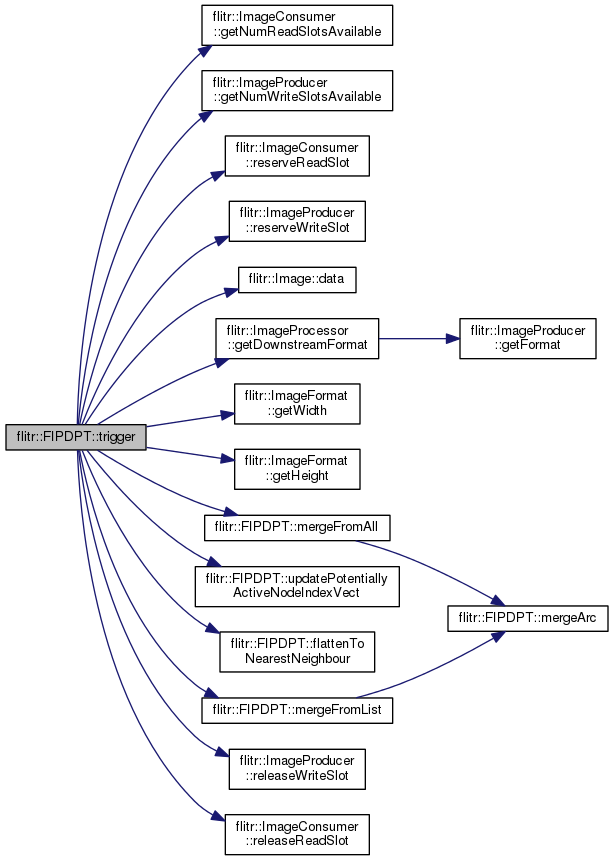 flitr::ImageConsumer
::getNumReadSlotsAvailable
flitr::ImageProducer
::getNumWriteSlotsAvailable
flitr::ImageConsumer
::reserveReadSlot
flitr::ImageProducer
::reserveWriteSlot
flitr::Image::data
flitr::ImageProcessor
::getDownstreamFormat
flitr::ImageProducer
::getFormat
flitr::ImageFormat
::getWidth
flitr::FIPDPT::trigger
flitr::ImageFormat
::getHeight
flitr::FIPDPT::mergeFromAll
flitr::FIPDPT::updatePotentially
ActiveNodeIndexVect
flitr::FIPDPT::mergeArc
flitr::FIPDPT::flattenTo
NearestNeighbour
flitr::FIPDPT::mergeFromList
flitr::ImageProducer
::releaseWriteSlot
flitr::ImageConsumer
::releaseReadSlot